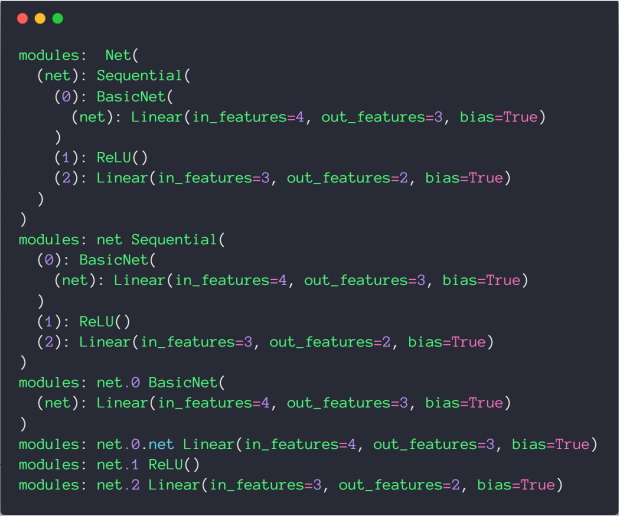 modules:  Net(
  (net): Sequential(
    (0): BasicNet(
      (net): Linear(in_features=4, out_features=3, bias=True)
    )
    (1): ReLU()
    (2): Linear(in_features=3, out_features=2, bias=True)
  )
)
modules: net Sequential(
  (0): BasicNet(
    (net): Linear(in_features=4, out_features=3, bias=True)
  )
  (1): ReLU()
  (2): Linear(in_features=3, out_features=2, bias=True)
)
modules: net.0 BasicNet(
  (net): Linear(in_features=4, out_features=3, bias=True)
)
modules: net.0.net Linear(in_features=4, out_features=3, bias=True)
modules: net.1 ReLU()
modules: net.2 Linear(in_features=3, out_features=2, bias=True)